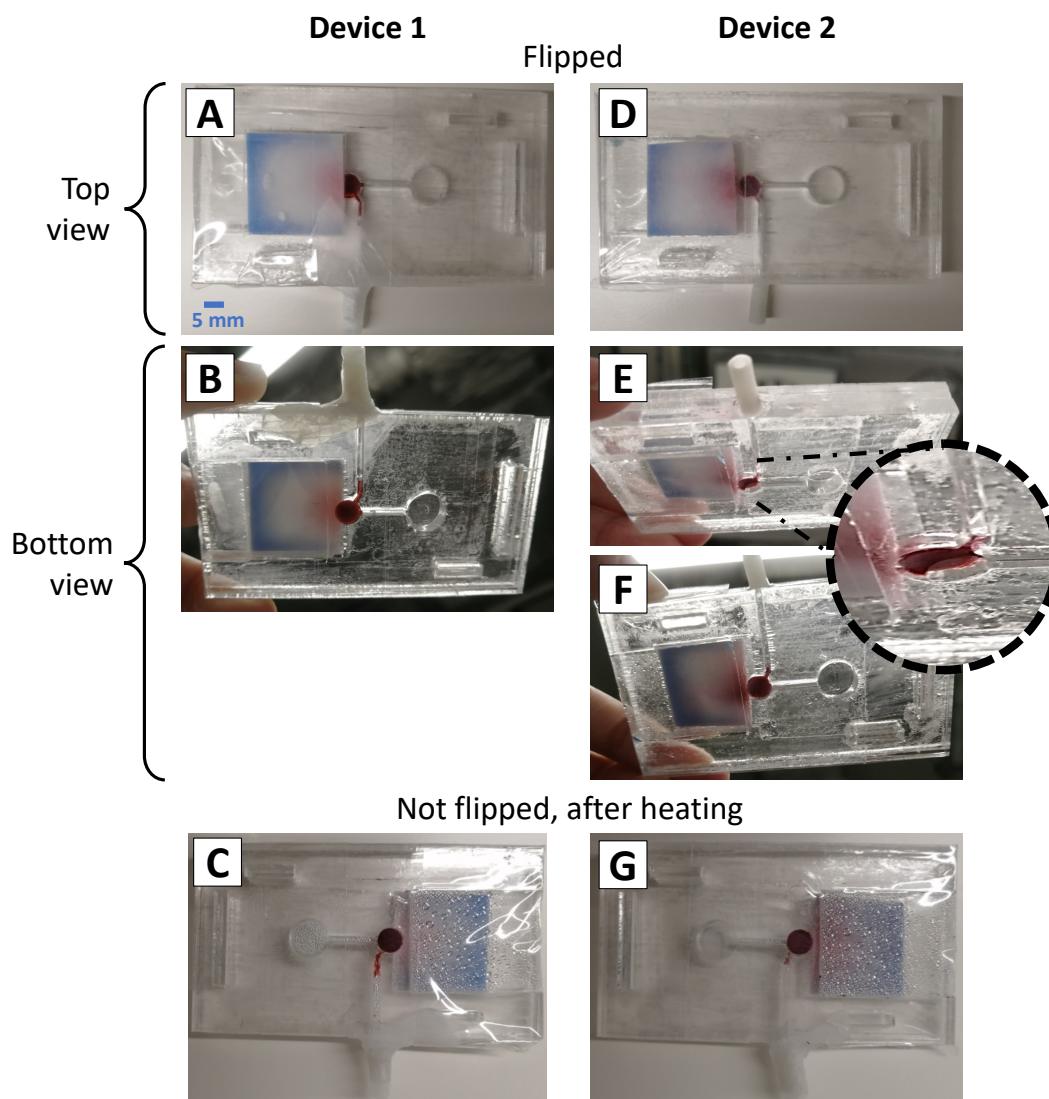 Device 1
Device 2
Flipped
A
D
Top
view
5 mm
B
E
Bottom
view
F
Not flipped, after heating
C
G